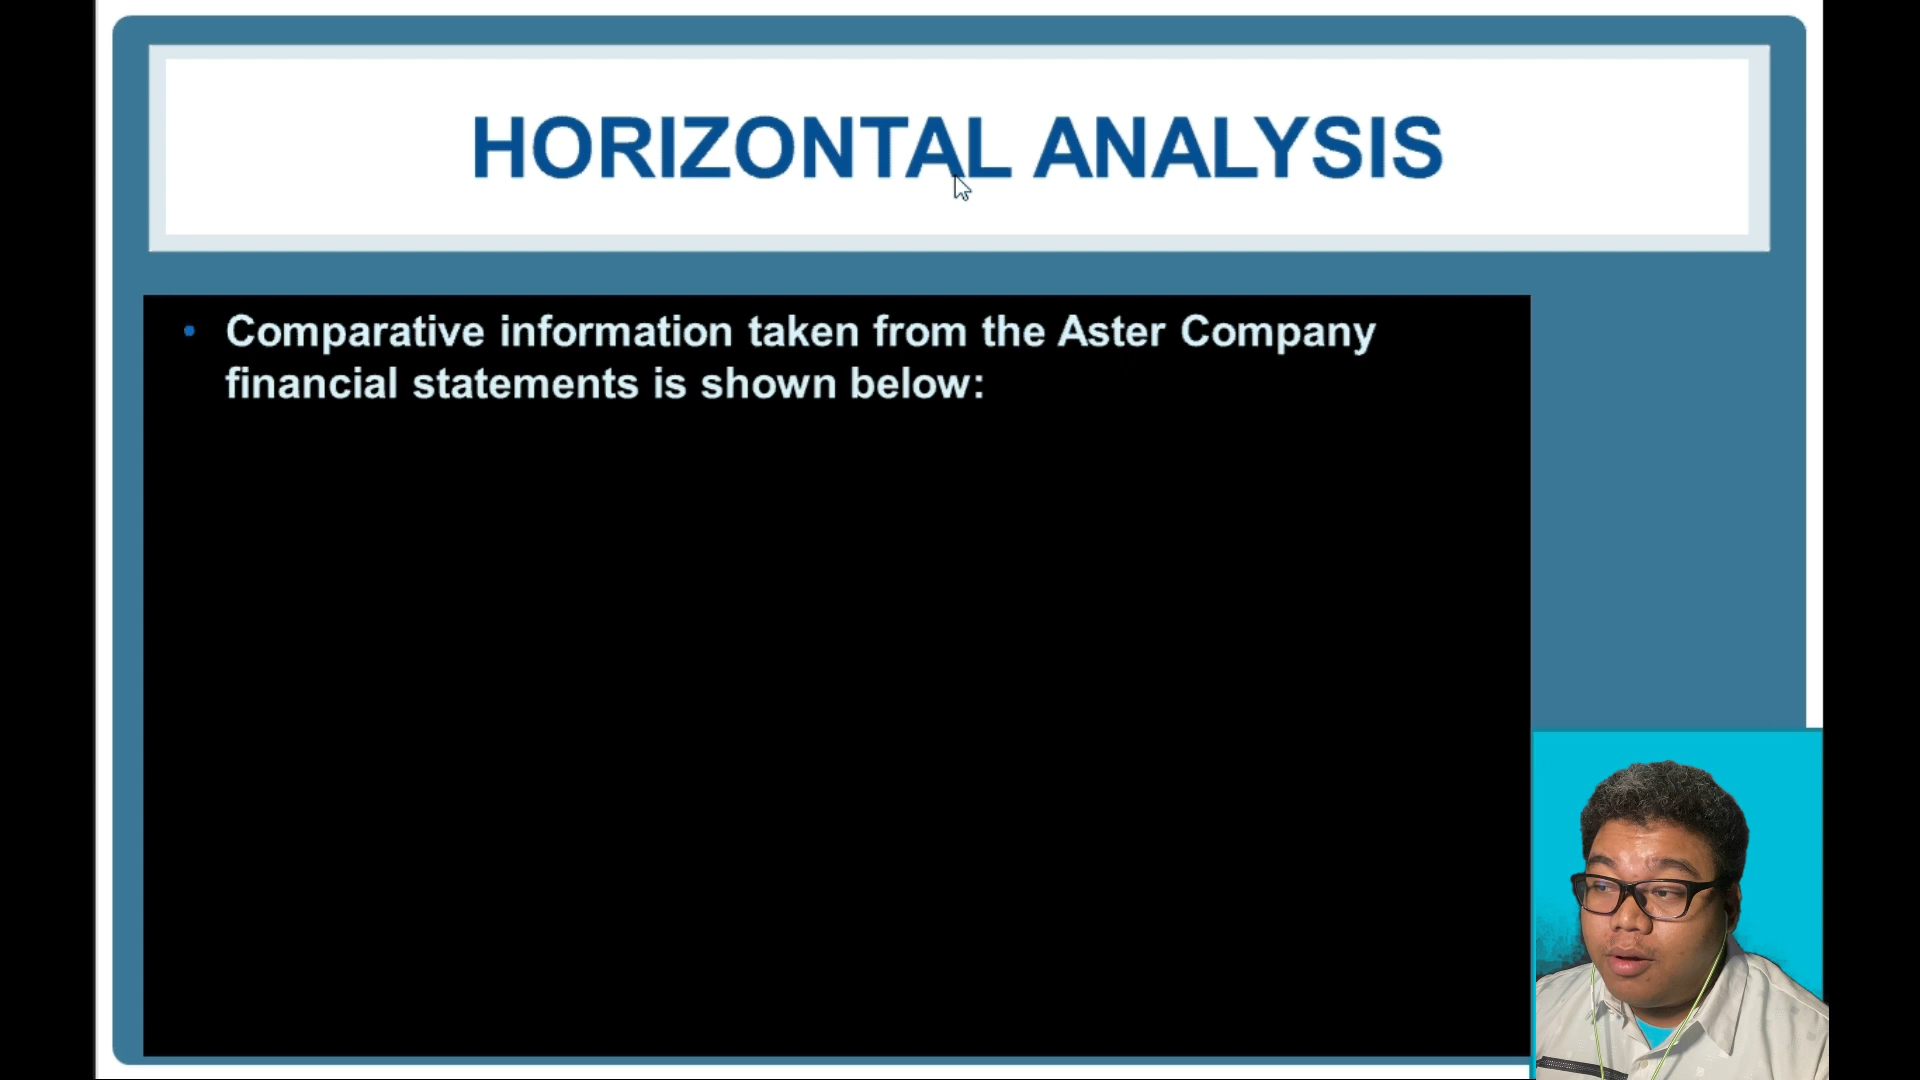 HORIZONTAL ANALYSIS
• Comparative information taken from the Aster Company
financial statements is shown below: